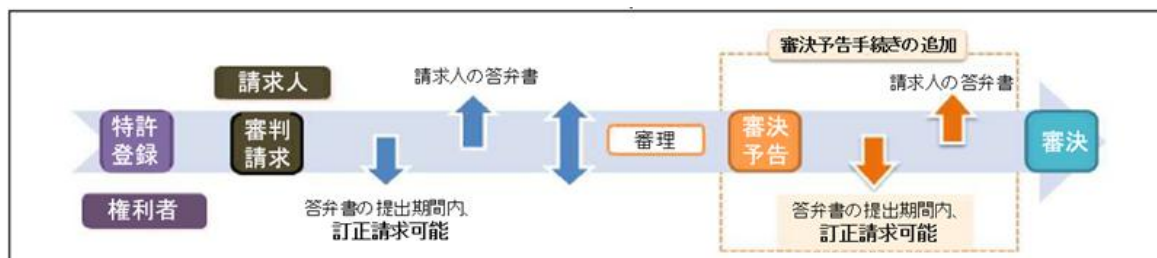 審決予告手続きの追加
請求人
請求人の答弁書
請求人の答弁書
特許
登録
審判
請求
審理
審決
予告
審決
権利者
答弁書の提出期間内、
訂正請求可能
答弁書の提出期間内、
訂正請求可能